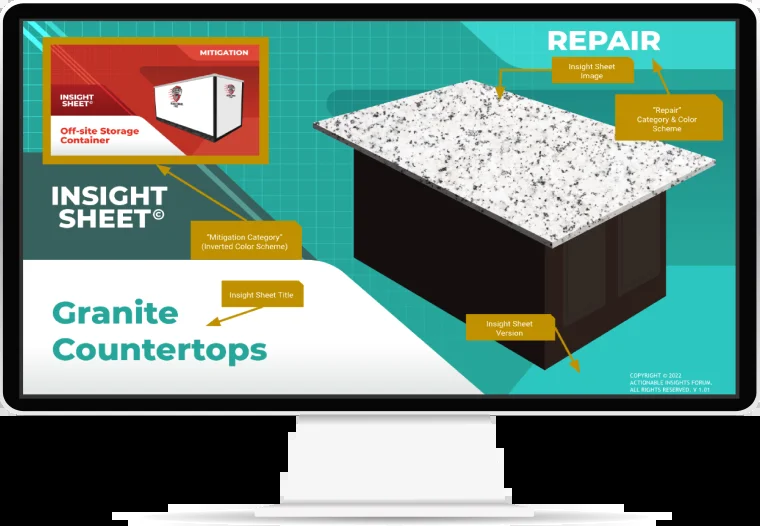 REPAIR
Insight Sheet
Image
"Repair"
Category & Color
Scheme
MITIGATION
INSIGHT
SHEET©
Off-site Storage
Container
INSIGHT
SHEET©
"Mitigation Category"
(Inverted Color Scheme)
Insight Sheet Title
Granite
Countertops
Insight Sheet
Version
COPYRIGHT © 2022
ACTIONABLE INSIGHTS FORUM.
ALL RIGHTS RESERVED. V 1.01